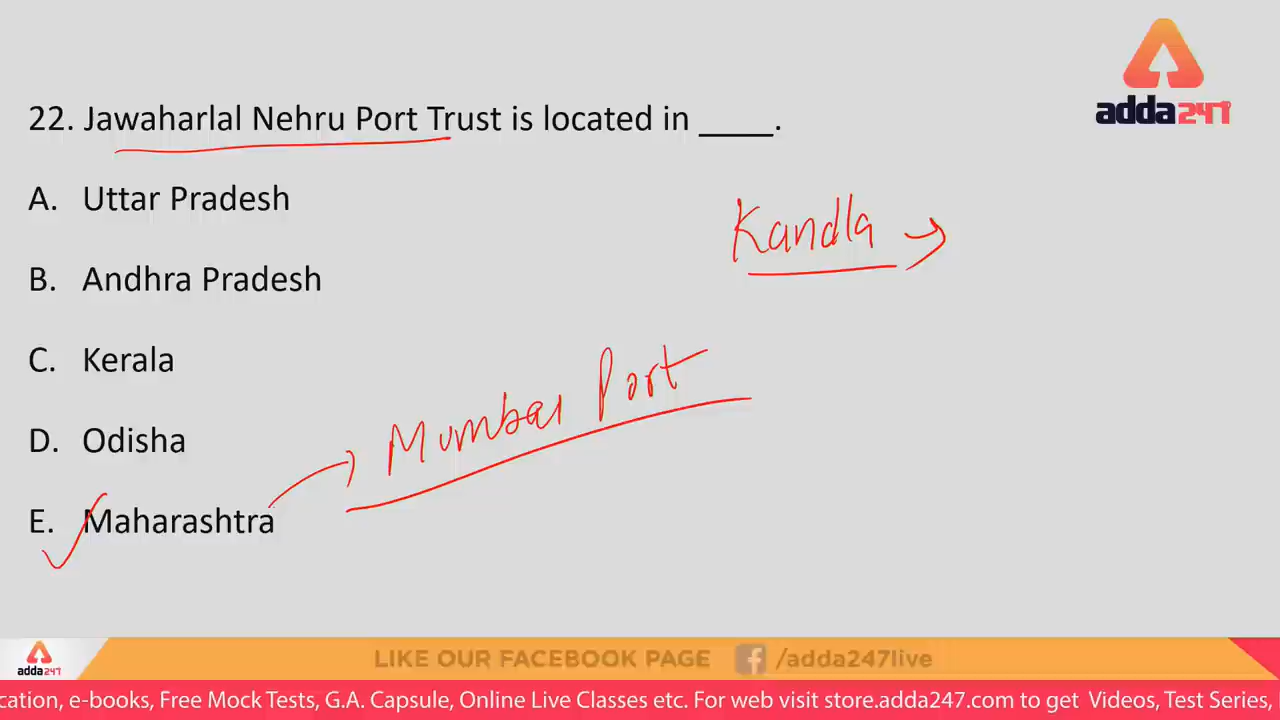 adda247
22. Jawaharlal Nehru Port Trust is located in ____.
A. Uttar Pradesh
Kandla →
B. Andhra Pradesh
C. Kerala
Mumbai Port
D. Odisha
E. Maharashtra
adda247
LIKE OUR FACEBOOK PAGE f /adda247live
cation, e-books, Free Mock Tests, G.A. Capsule, Online Live Classes etc. For web visit store.adda247.com to get Videos, Test Series,